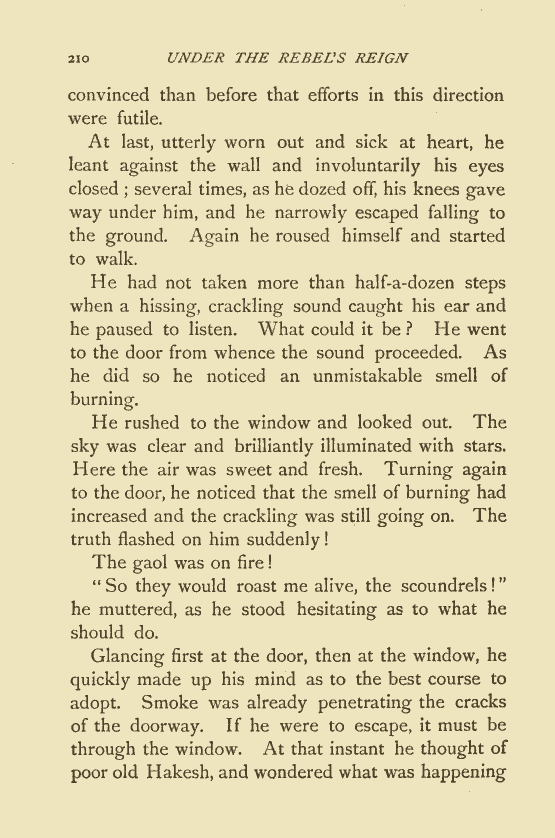 210 UNDER THE REBEL'S REIGN
convinced than before that efforts in this direction
were futile.
At last, utterly worn out and sick at heart, he
leant against the wall and involuntarily his eyes
closed ; several times, as he dozed off, his knees gave
way under him, and he narrowly escaped falling to
the ground. Again he roused himself and started
to walk.
He had not taken more than half-a-dozen steps
when a hissing, crackling sound caught his ear and
he paused to listen. What could it be ? He went
to the door from whence the sound proceeded. As
he did so he noticed an unmistakable smell of
burning.
He rushed to the window and looked out. The
sky was clear and brilliantly illuminated with stars.
Here the air was sweet and fresh. Turning again
to the door, he noticed that the smell of burning had
increased and the crackling was still going on. The
truth flashed on him suddenly !
The gaol was on fire !
" So they would roast me alive, the scoundrels ! "
he muttered, as he stood hesitating as to what he
should do.
Glancing first at the door, then at the window, he
quickly made up his mind as to the best course to
adopt. Smoke was already penetrating the cracks
of the doorway. If he were to escape, it must be
through the window. At that instant he thought of
poor old Hakesh, and wondered what was happening